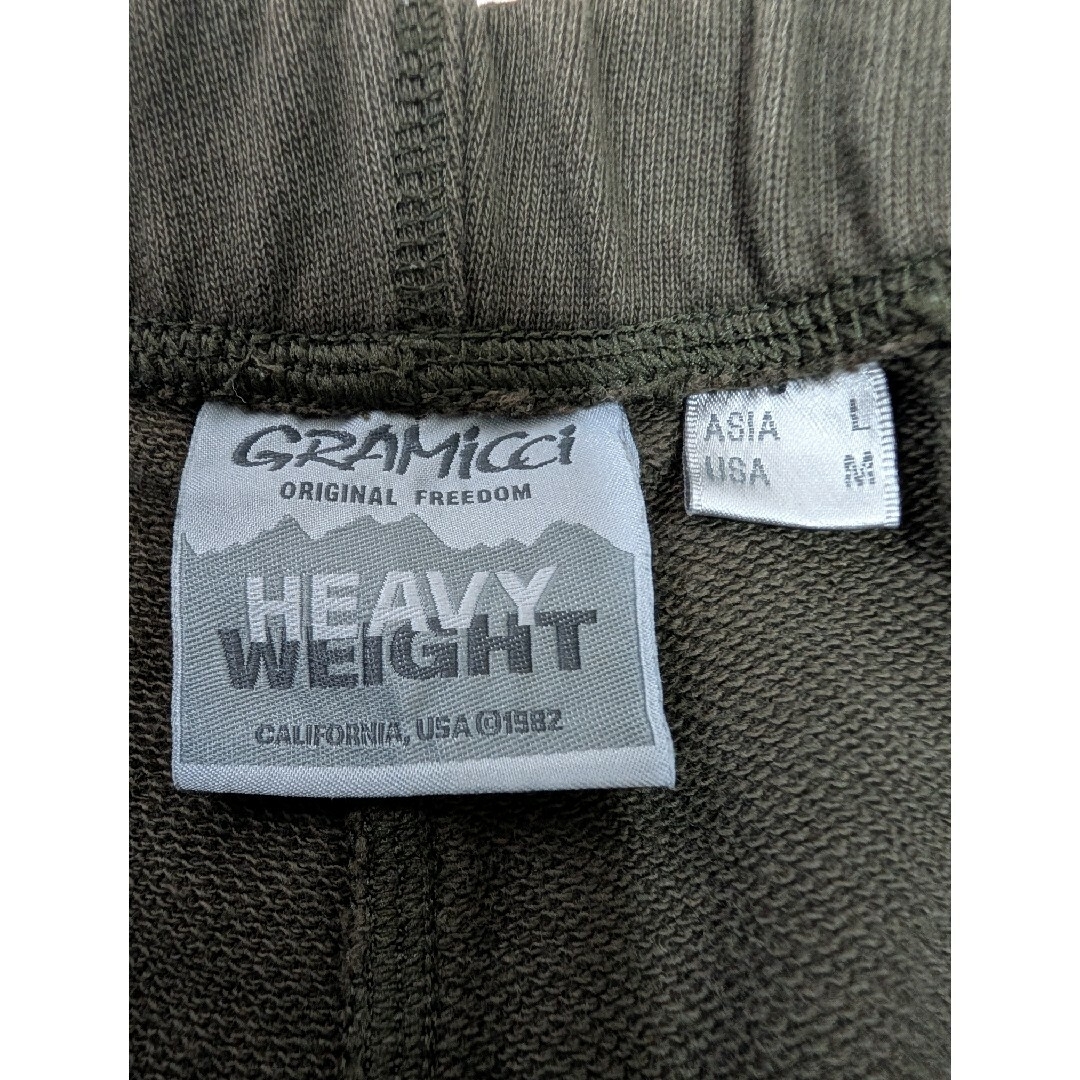 GRAMiCCi
ORIGINAL FREEDOM
HEAVY
WEIGHT
CALIFORNIA, USA ©1982
ASIA L
USA M